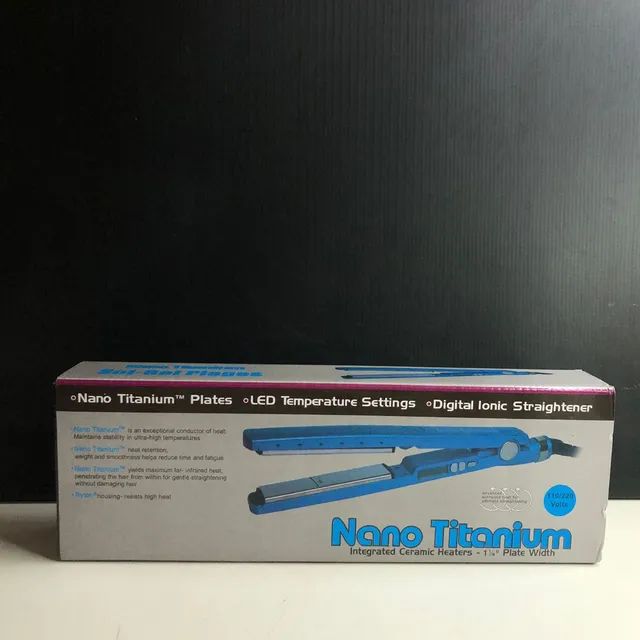 ◦Nano Titanium™ Plates ◦LED Temperature Settings ◦Digital Ionic Straightener
Nano Titanium™ is an exceptional conductor of heat.
Maintains stability in ultra-high temperatures
Nano Titanium™ heat retention,
weight and smoothness helps reduce time and fatigue
Nano Titanium™ yields maximum far- infrared heat,
penetrating the hair from within for gentle straightening
without damaging hair
Ryton® housing- resists high heat
110/220
Volts
Nano Titanium
Integrated Ceramic Heaters - 1¼" Plate Width